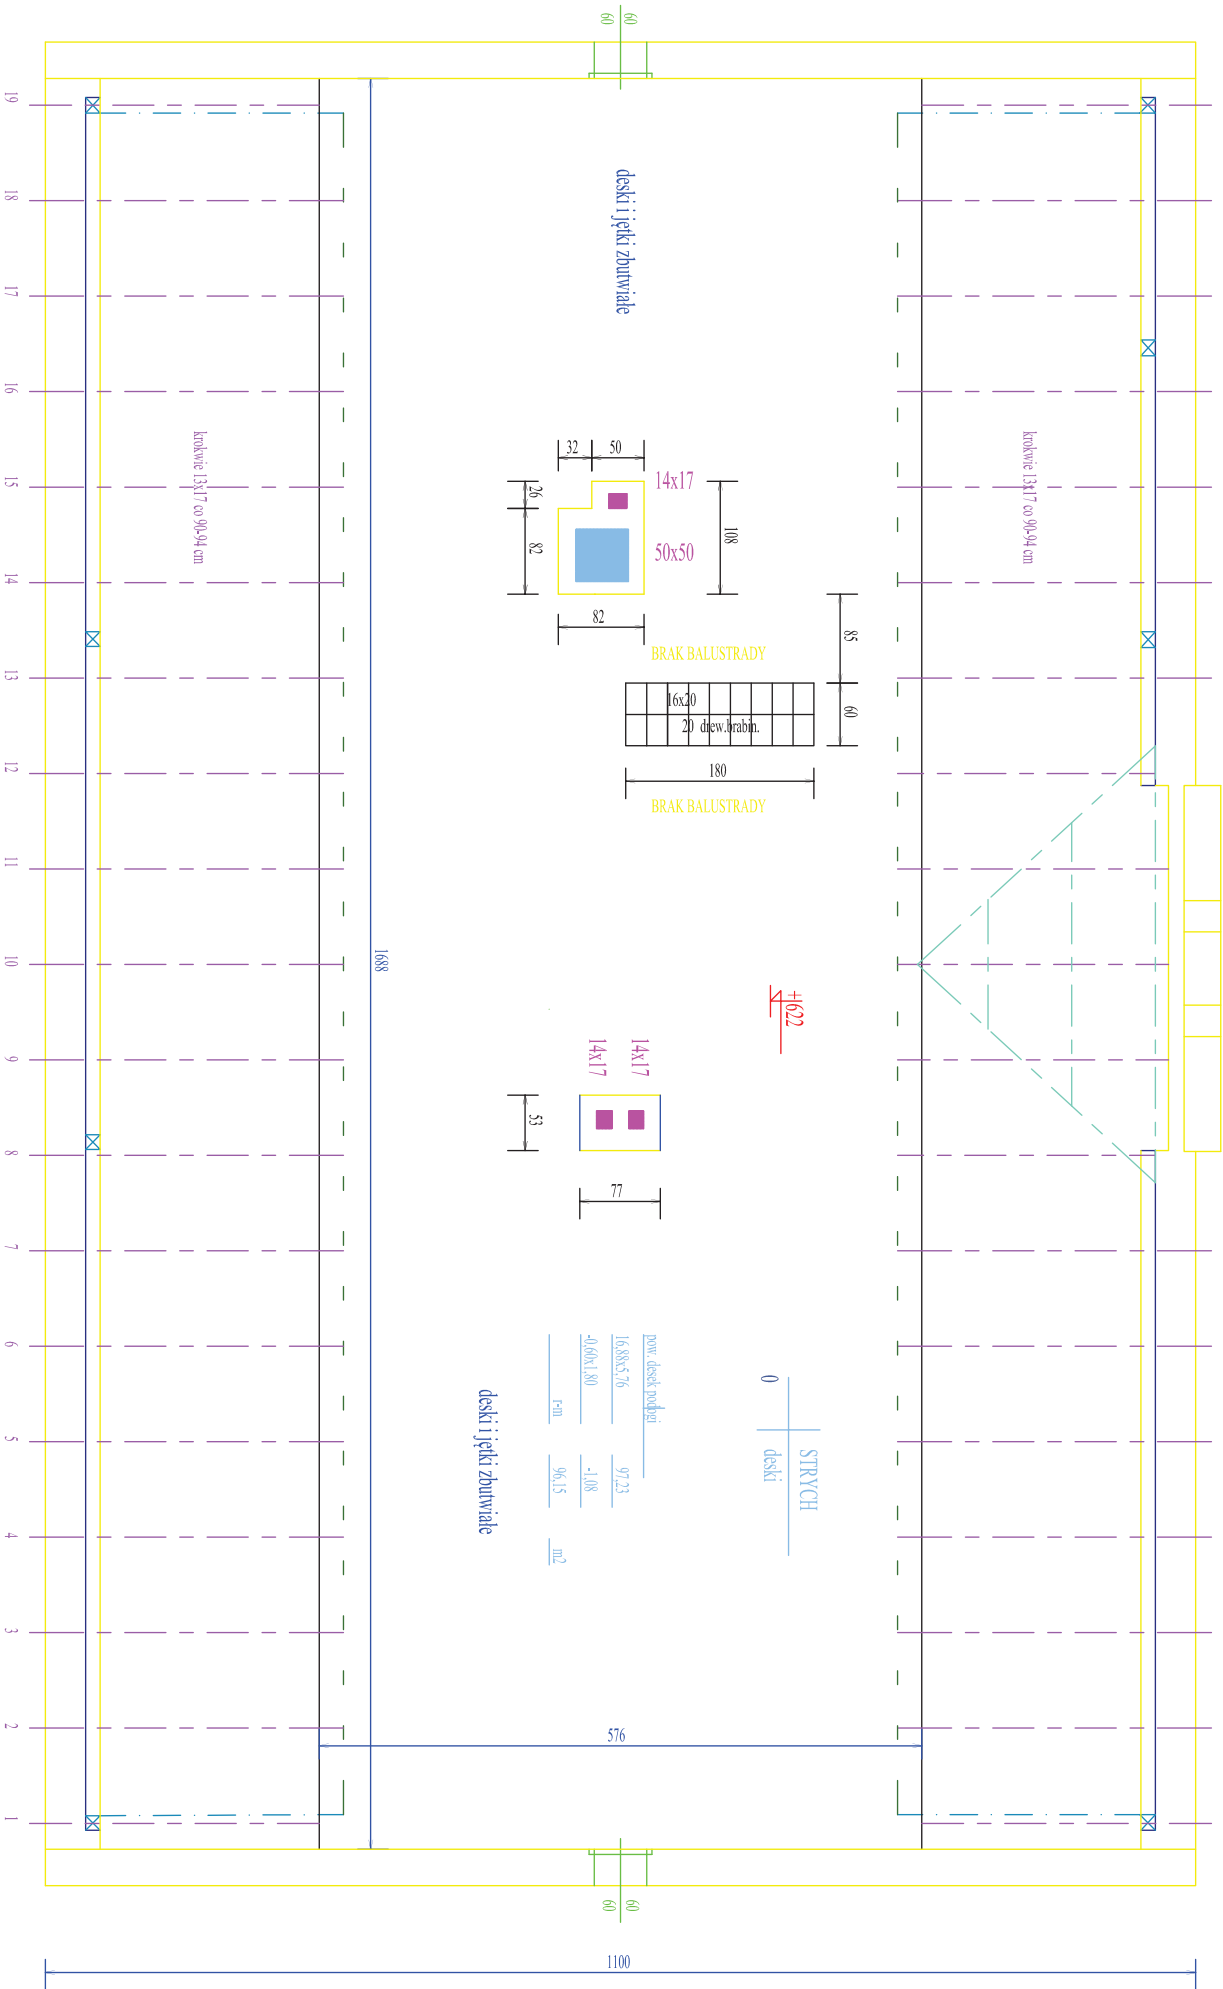 60
60
19
18
17
16
15
14
13
12
11
10
9
8
7
6
5
4
3
2
1
deski i jętki zbutwiałe
krokwie 13x17 co 90-94 cm
krokwie 13x17 co 90-94 cm
32
50
14x17
26
82
108
50x50
82
85
BRAK BALUSTRADY
16x20
20 drew.brabin.
60
180
BRAK BALUSTRADY
1688
+1622
14x17
14x17
53
77
pow. desek podłogi
16,88x5,76 97,23
-0,60x1,80 -1,08
r-m 96,15 m2
0
STRYCH
deski
deski i jętki zbutwiałe
576
60
60
1100